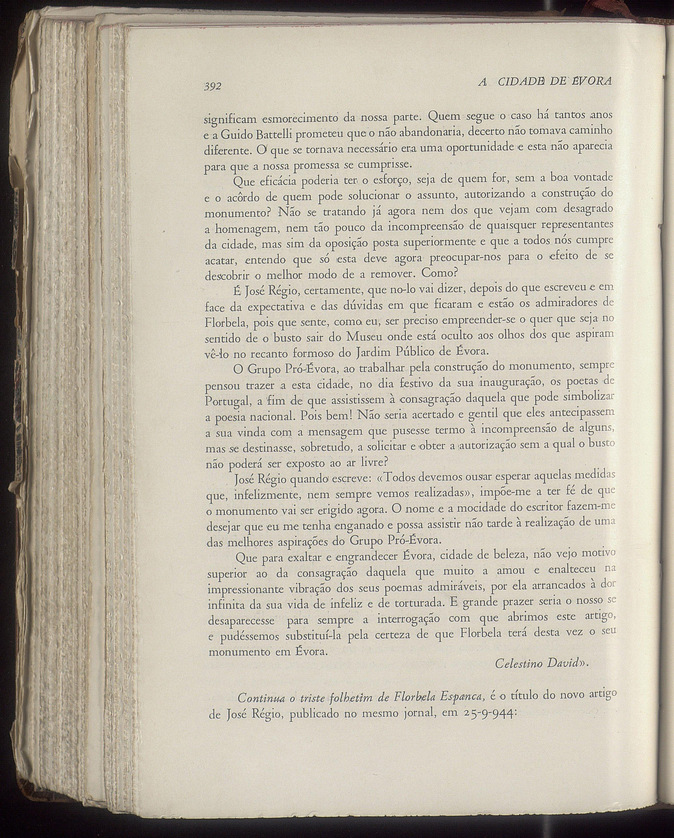 392
A CIDADE DE ÉVORA
significam esmorecimento da nossa parte. Quem segue o caso há tantos anos
e a Guido Battelli prometeu que o não abandonaria, decerto não tomava caminho
diferente. O que se tornava necessário era uma oportunidade e esta não aparecia
para que a nossa promessa se cumprisse.
Que eficácia poderia ter o esforço, seja de quem for, sem a boa vontade
e o acôrdo de quem pode solucionar o assunto, autorizando a construção do
monumento? Não se tratando já agora nem dos que vejam com desagrado
a homenagem, nem tão pouco da incompreensão de quaisquer representantes
da cidade, mas sim da oposição posta superiormente e que a todos nós cumpre
acatar, entendo que só esta deve agora preocupar-nos para o efeito de se
descobrir o melhor modo de a remover. Como?
É José Régio, certamente, que no-lo vai dizer, depois do que escreveu e em
face da expectativa e das dúvidas em que ficaram e estão os admiradores de
Florbela, pois que sente, como eu, ser preciso empreender-se o quer que seja no
sentido de o busto sair do Museu onde está oculto aos olhos dos que aspiram
vê-lo no recanto formoso do Jardim Público de Évora.
O Grupo Pró-Évora, ao trabalhar pela construção do monumento, sempre
pensou trazer a esta cidade, no dia festivo da sua inauguração, os poetas de
Portugal, a fim de que assistissem à consagração daquela que pode simbolizar
a poesia nacional. Pois bem! Não seria acertado e gentil que eles antecipassem
a sua vinda com a mensagem que pusesse termo à incompreensão de alguns,
mas se destinasse, sobretudo, a solicitar e obter a autorização sem a qual o busto
não poderá ser exposto ao ar livre?
José Régio quando escreve: «Todos devemos ousar esperar aquelas medidas
que, infelizmente, nem sempre vemos realizadas», impõe-me a ter fé de que
o monumento vai ser erigido agora. O nome e a mocidade do escritor fazem-me
desejar que eu me tenha enganado e possa assistir não tarde à realização de uma
das melhores aspirações do Grupo Pró-Évora.
Que para exaltar e engrandecer Évora, cidade de beleza, não vejo motivo
superior ao da consagração daquela que muito a amou e enalteceu na
impressionante vibração dos seus poemas admiráveis, por ela arrancados à dor
infinita da sua vida de infeliz e de torturada. E grande prazer seria o nosso se
desaparecesse para sempre a interrogação com que abrimos este artigo,
e pudéssemos substituí-la pela certeza de que Florbela terá desta vez o seu
monumento em Évora.
Celestino David».
Continua o triste folhetim de Florbela Espanca, é o título do novo artigo
de José Régio, publicado no mesmo jornal, em 25-9-944: